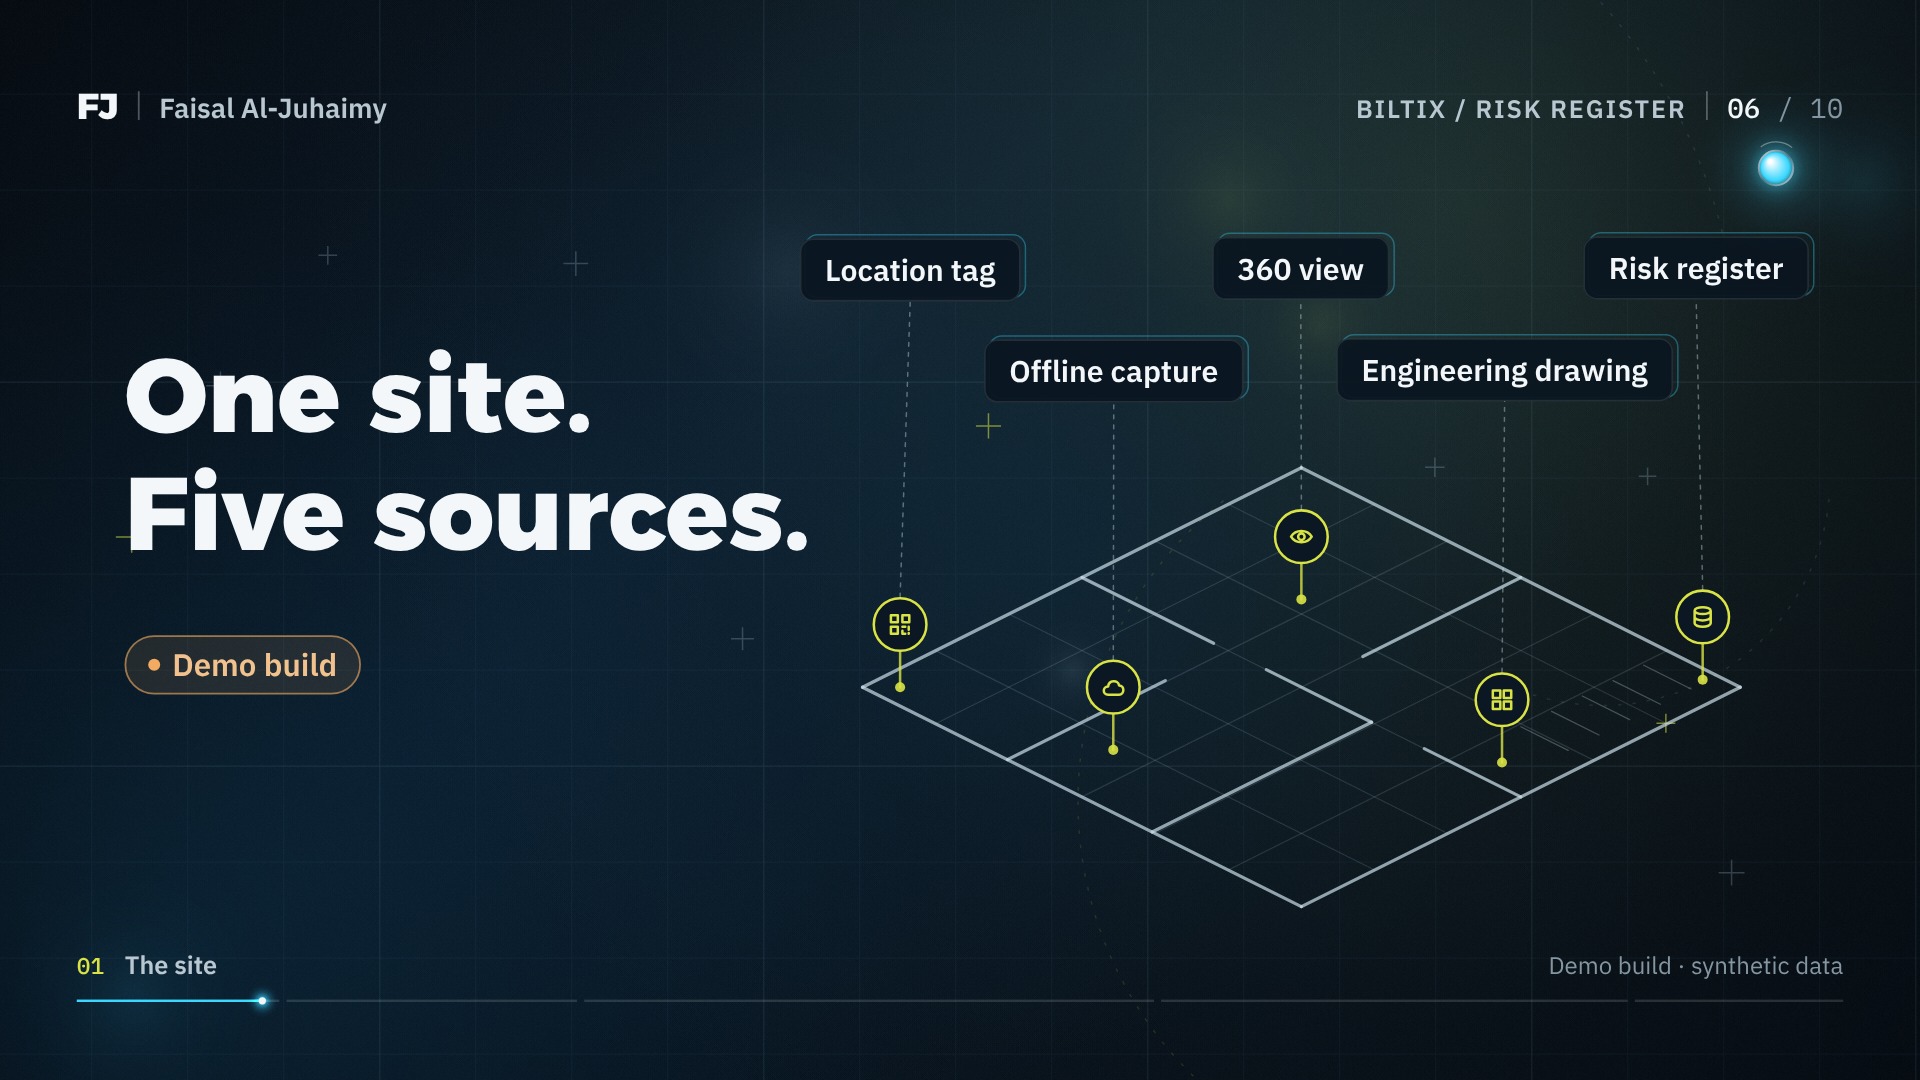 FJ | Faisal Al-Juhaimy
BILTIX / RISK REGISTER | 06 / 10
Location tag
360 view
Risk register
Offline capture
Engineering drawing
One site.
Five sources.
Demo build
01 The site
Demo build · synthetic data